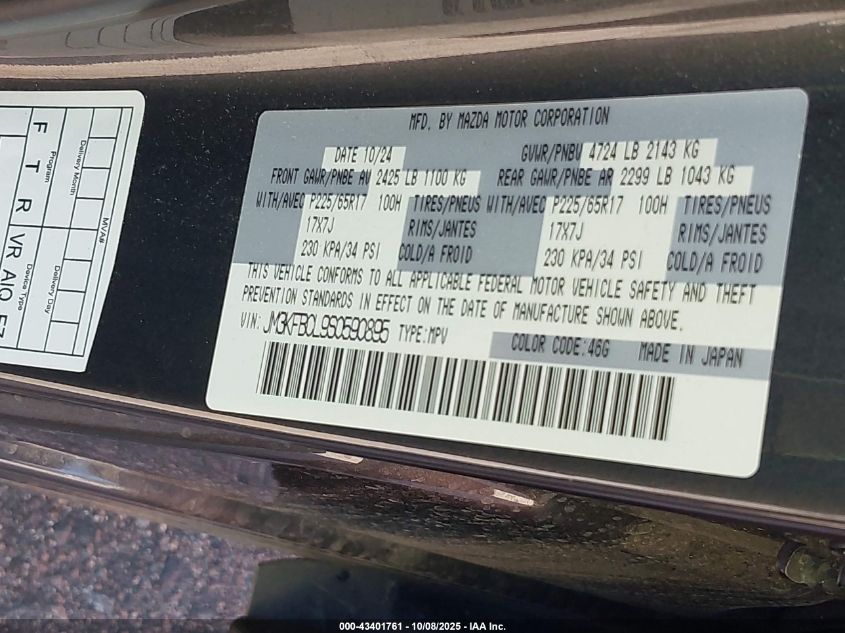 MFD. BY MAZDA MOTOR CORPORATION
DATE 10/24 GVWR/PNBV 4724 LB 2143 KG
FRONT GAWR/PNBE AV 2425 LB 1100 KG REAR GAWR/PNBE AR 2299 LB 1043 KG
WITH/AVEC P225/65R17 100H TIRES/PNEUS WITH/AVEC P225/65R17 100H TIRES/PNEUS
17X7J RIMS/JANTES 17X7J RIMS/JANTES
230 KPA/34 PSI COLD/A FROID 230 KPA/34 PSI COLD/A FROID
THIS VEHICLE CONFORMS TO ALL APPLICABLE FEDERAL MOTOR VEHICLE SAFETY AND THEFT
PREVENTION STANDARDS IN EFFECT ON THE DATE OF MANUFACTURE SHOWN ABOVE.
VIN: JM3KFBCL9S0590895 TYPE:MPV
COLOR CODE:46G MADE IN JAPAN
MVA#
Delivery Month
Delivery Day
Program
Device Type
F T R
VR AIO
000-43401761 - 10/08/2025 - IAA Inc.